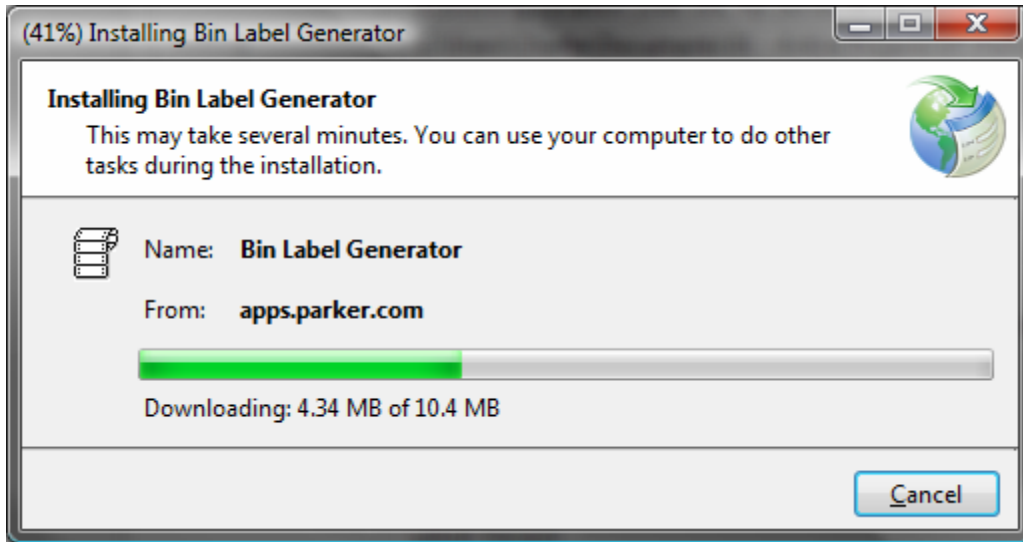 (41%) Installing Bin Label Generator
Installing Bin Label Generator
This may take several minutes. You can use your computer to do other
tasks during the installation.
Name: Bin Label Generator
From: apps.parker.com
Downloading: 4.34 MB of 10.4 MB
Cancel